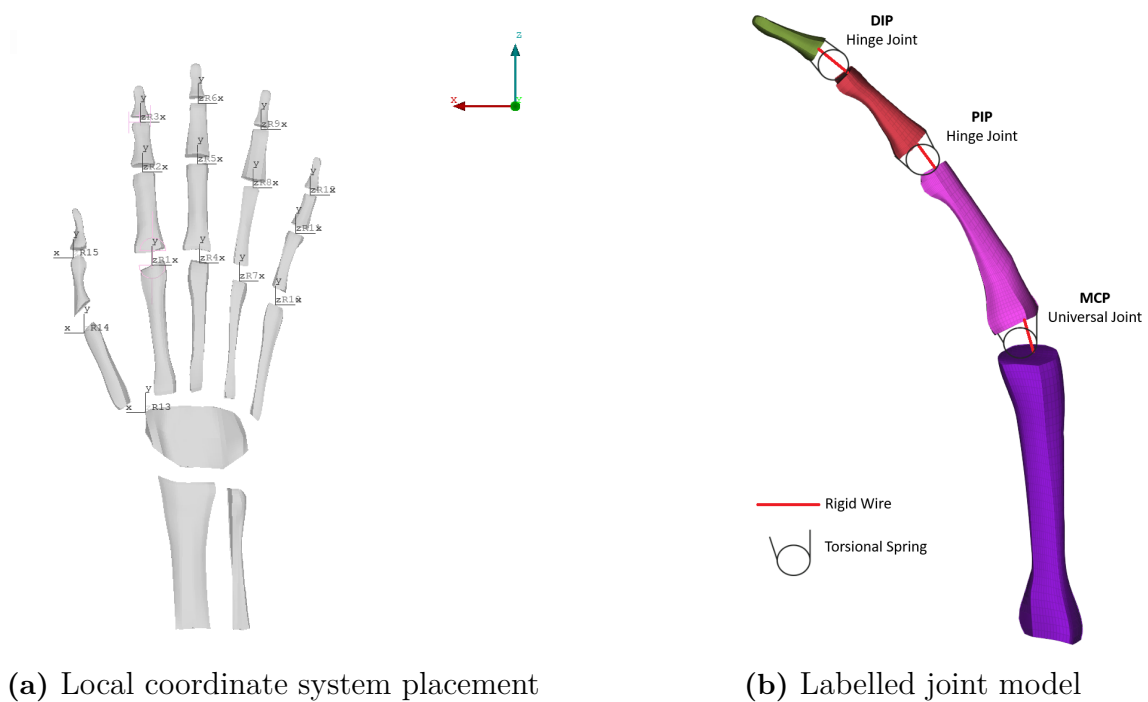 z
x
Y
y
zR6x
y
zR3x
y
zR9x
y
zR2x
y
zR5x
y
zR8x
y
y
y
x
R15
y
zR1x
y
zR4x
y
zR7x
y
y
x
R14
y
x
R13
DIP
Hinge Joint
PIP
Hinge Joint
MCP
Universal Joint
Rigid Wire
Torsional Spring
(a) Local coordinate system placement
(b) Labelled joint model